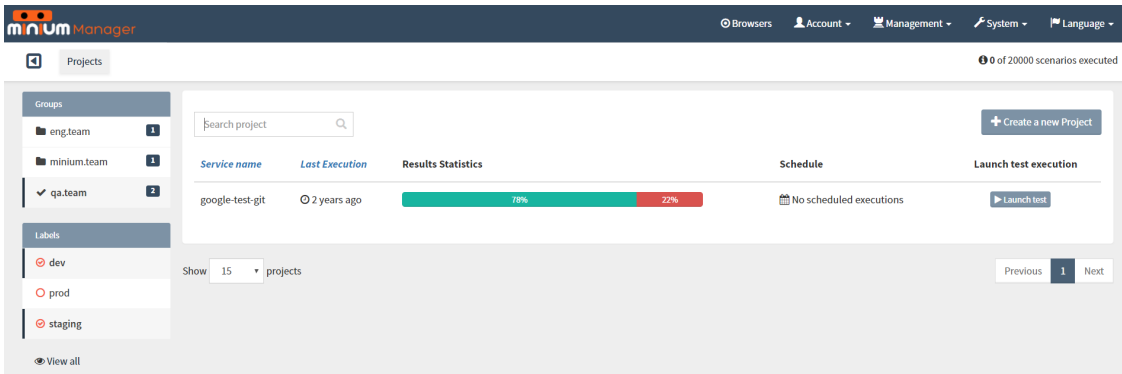 minium Manager
Browsers Account Management System Language
Projects
0 of 20000 scenarios executed
Groups
eng.team 1
minium.team 1
qa.team 2
Labels
dev
prod
staging
View all
Search project
Create a new Project
Service name Last Execution Results Statistics Schedule Launch test execution
google-test-git 2 years ago 78% 22% No scheduled executions Launch test
Show 15 projects
Previous 1 Next